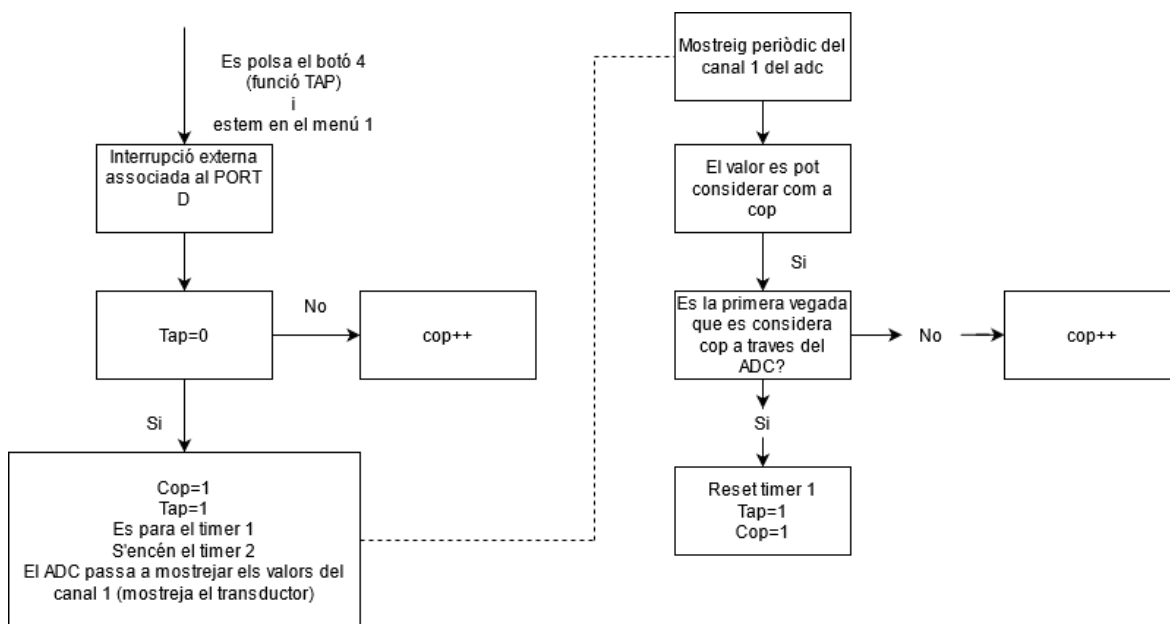 Es polsa el botó 4
(funció TAP)
i
estem en el menú 1
Interrupció externa
associada al PORT
D
Tap=0
No
cop++
Si
Cop=1
Tap=1
Es para el timer 1
S'encén el timer 2
El ADC passa a mostrejar els valors del
canal 1 (mostreja el transductor)
Mostreig periòdic del
canal 1 del adc
El valor es pot
considerar com a
cop
Si
Es la primera vegada
que es considera
cop a traves del
ADC?
No
cop++
Si
Reset timer 1
Tap=1
Cop=1